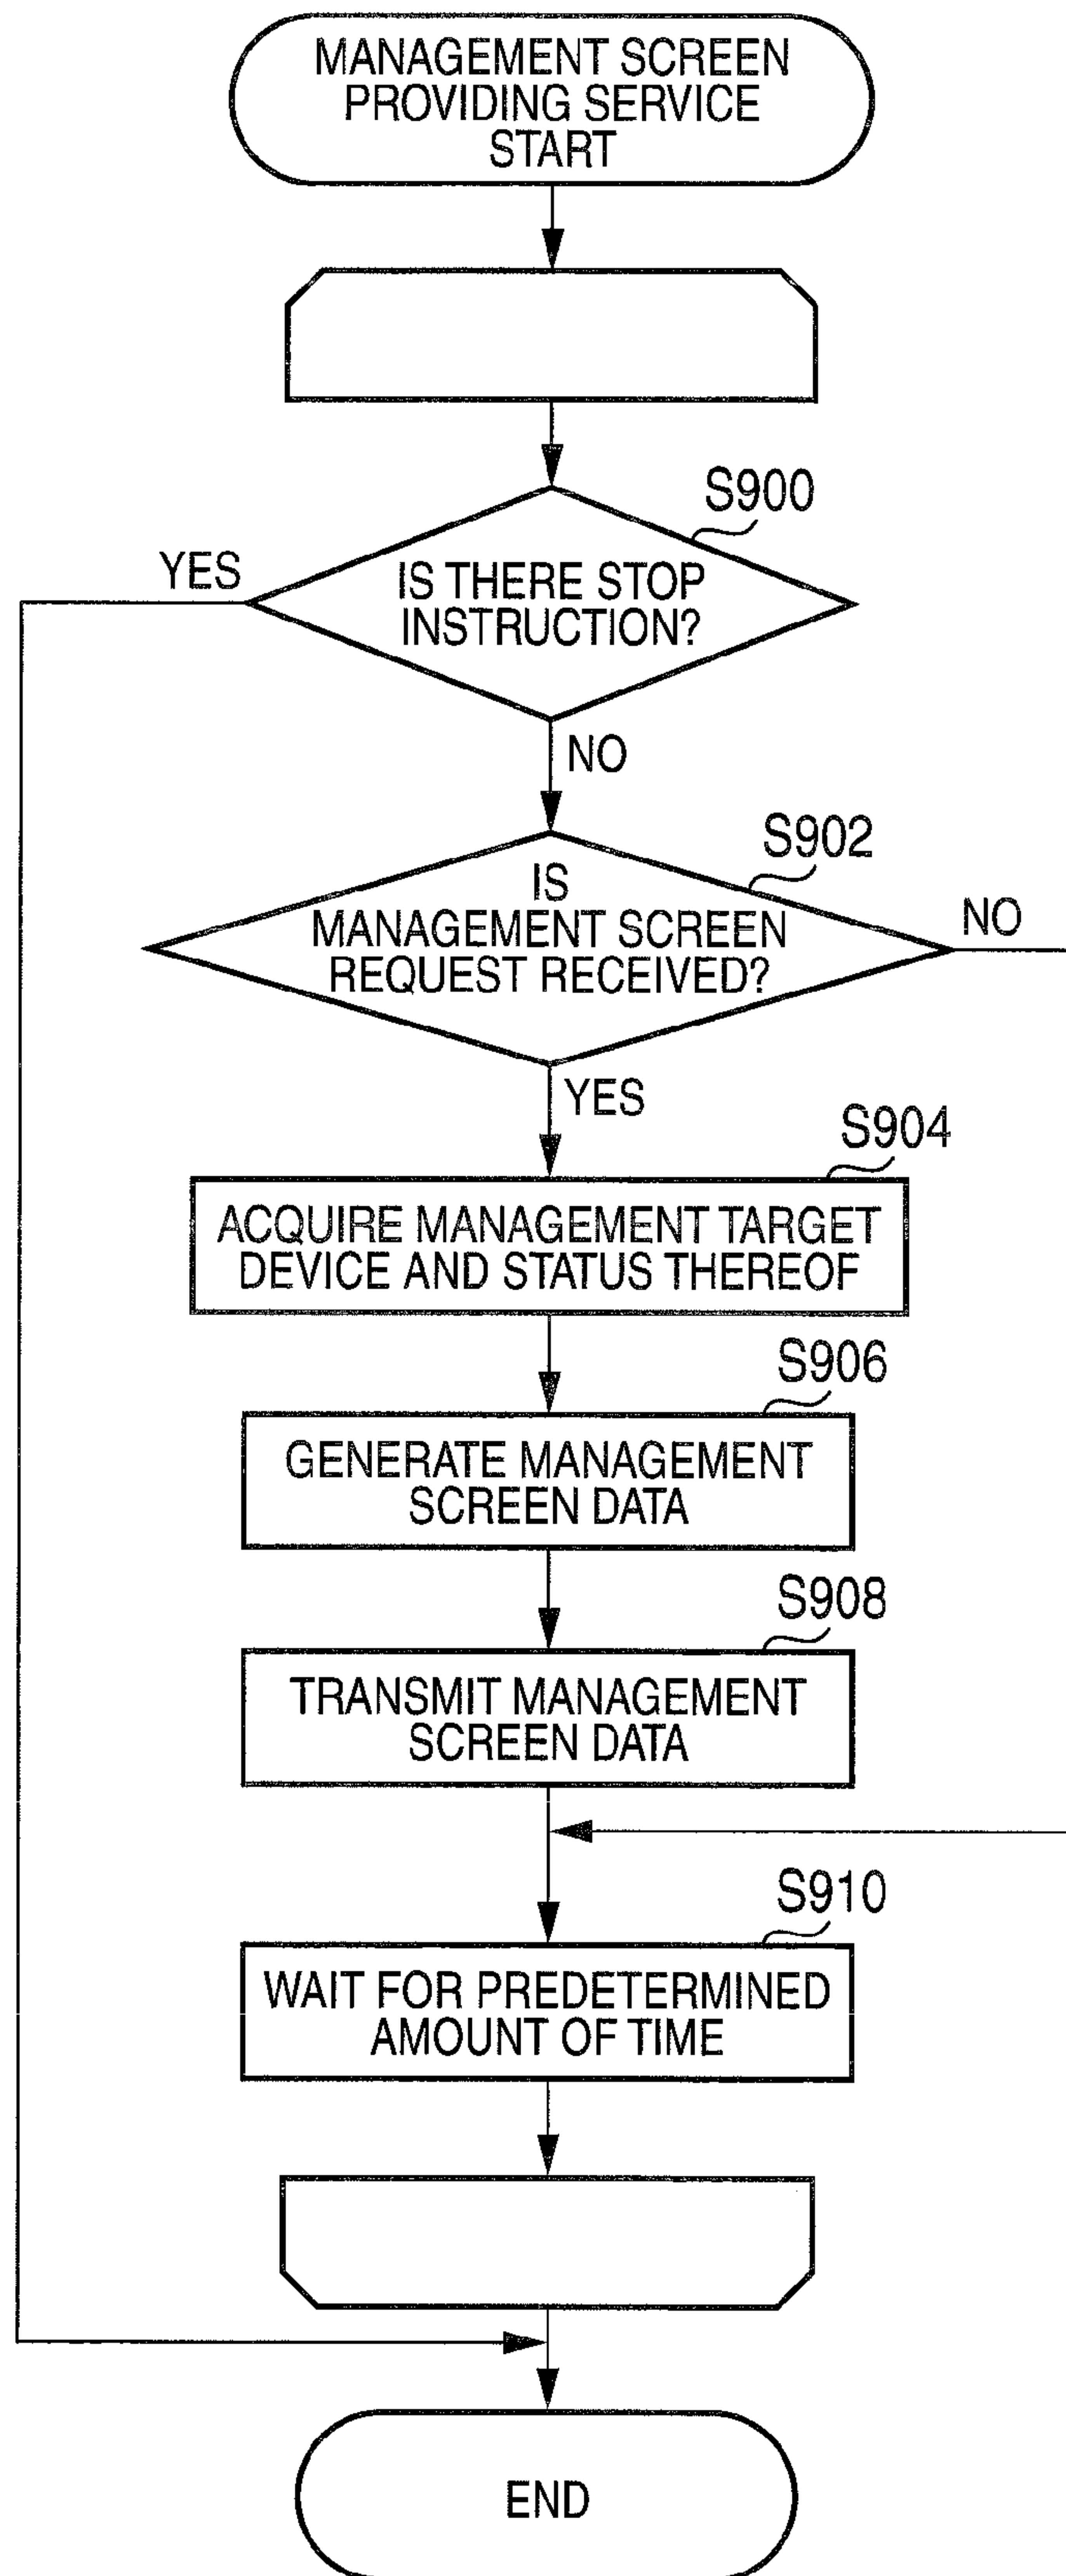 MANAGEMENT SCREEN
PROVIDING SERVICE
START
S900
YES
IS THERE STOP
INSTRUCTION?
NO
S902
IS
MANAGEMENT SCREEN
REQUEST RECEIVED?
NO
YES
S904
ACQUIRE MANAGEMENT TARGET
DEVICE AND STATUS THEREOF
S906
GENERATE MANAGEMENT
SCREEN DATA
S908
TRANSMIT MANAGEMENT
SCREEN DATA
S910
WAIT FOR PREDETERMINED
AMOUNT OF TIME
END